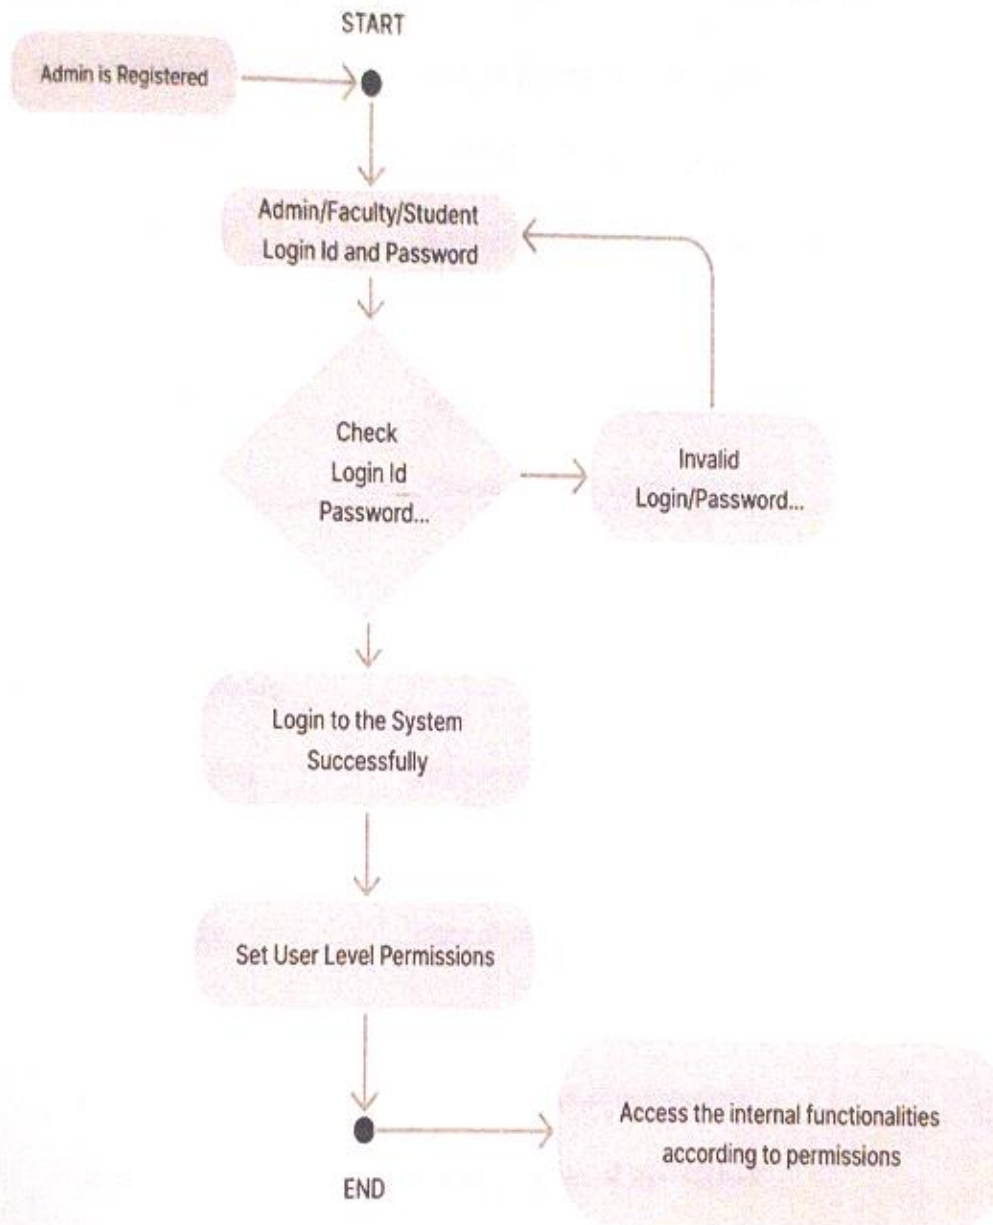 START
Admin is Registered
Admin/Faculty/Student
Login Id and Password
Check
Login Id
Password...
Invalid
Login/Password...
Login to the System
Successfully
Set User Level Permissions
Access the internal functionalities
according to permissions
END